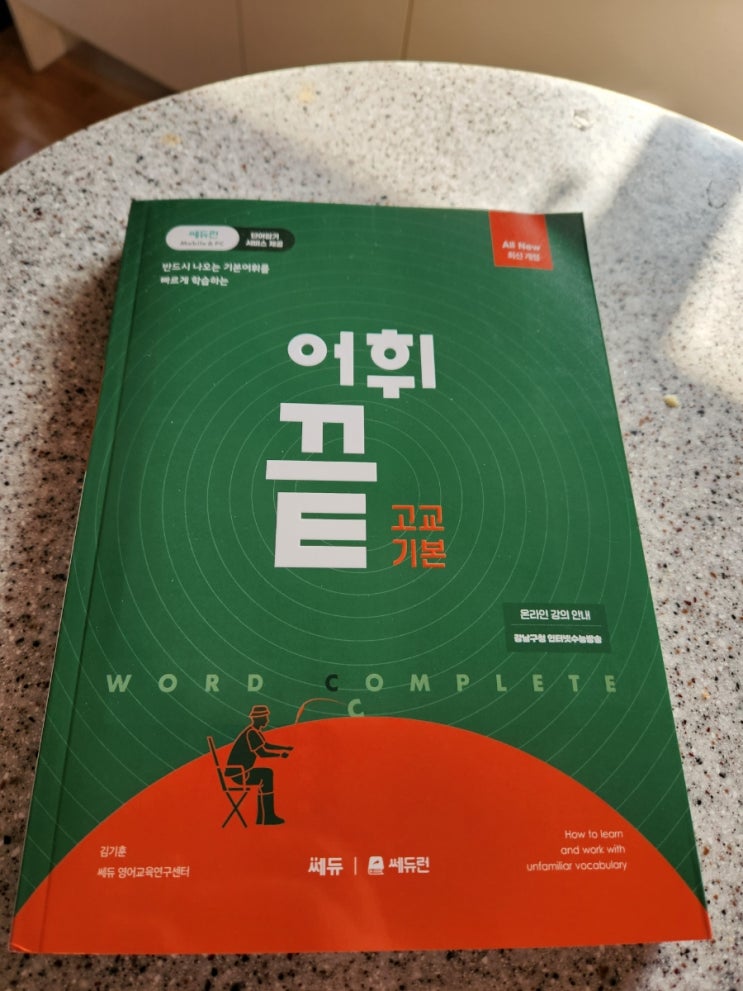 쎄듀런
Mobile & PC
단어암기
서비스 제공
All New
최신 개정
반드시 나오는 기본어휘를
빠르게 학습하는
어휘
끝
고교
기본
온라인 강의 안내
강남구청 인터넷수능방송
WORD COMPLETE
C
김기훈
쎄듀 영어교육연구센터
쎄듀
쎄듀런
How to learn
and work with
unfamiliar vocabulary